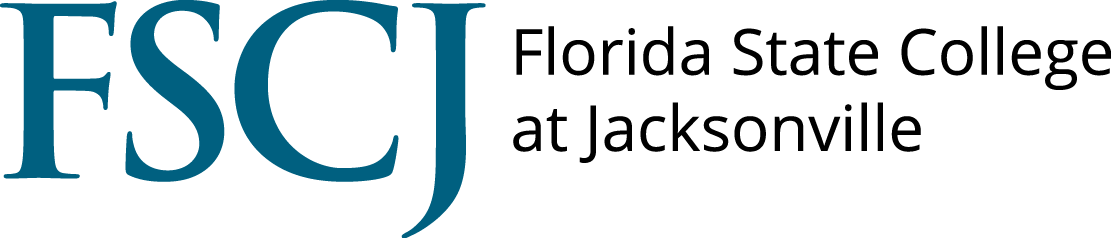 FSCJ
Florida State College
at Jacksonville